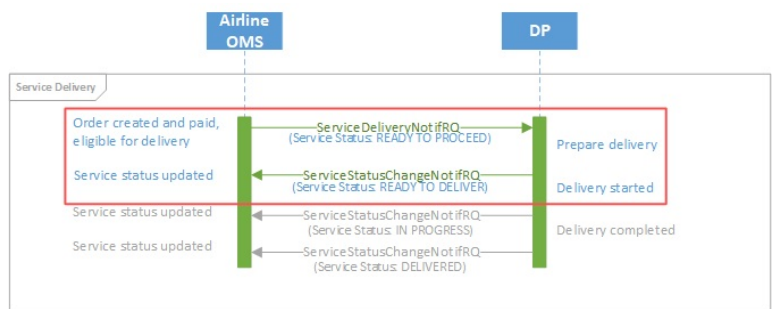 Airline
OMS
DP
Service Delivery
Order created and paid,
eligible for delivery
ServiceDeliveryNotifRQ
(Service Status: READY TO PROCEED)
Prepare delivery
Service status updated
ServiceStatusChangeNotifRQ
(Service Status: READY TO DELIVER)
Delivery started
Service status updated
ServiceStatusChangeNotifRQ
(Service Status: IN PROGRESS)
Delivery completed
Service status updated
ServiceStatusChangeNotifRQ
(Service Status: DELIVERED)